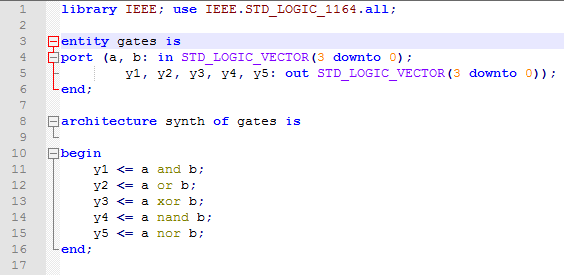 1 library IEEE; use IEEE.STD_LOGIC_1164.all;
2
3 entity gates is
4 port (a, b: in STD_LOGIC_VECTOR(3 downto 0);
5 y1, y2, y3, y4, y5: out STD_LOGIC_VECTOR(3 downto 0));
6 end;
7
8 architecture synth of gates is
9
10 begin
11 y1 <= a and b;
12 y2 <= a or b;
13 y3 <= a xor b;
14 y4 <= a nand b;
15 y5 <= a nor b;
16 end;
17